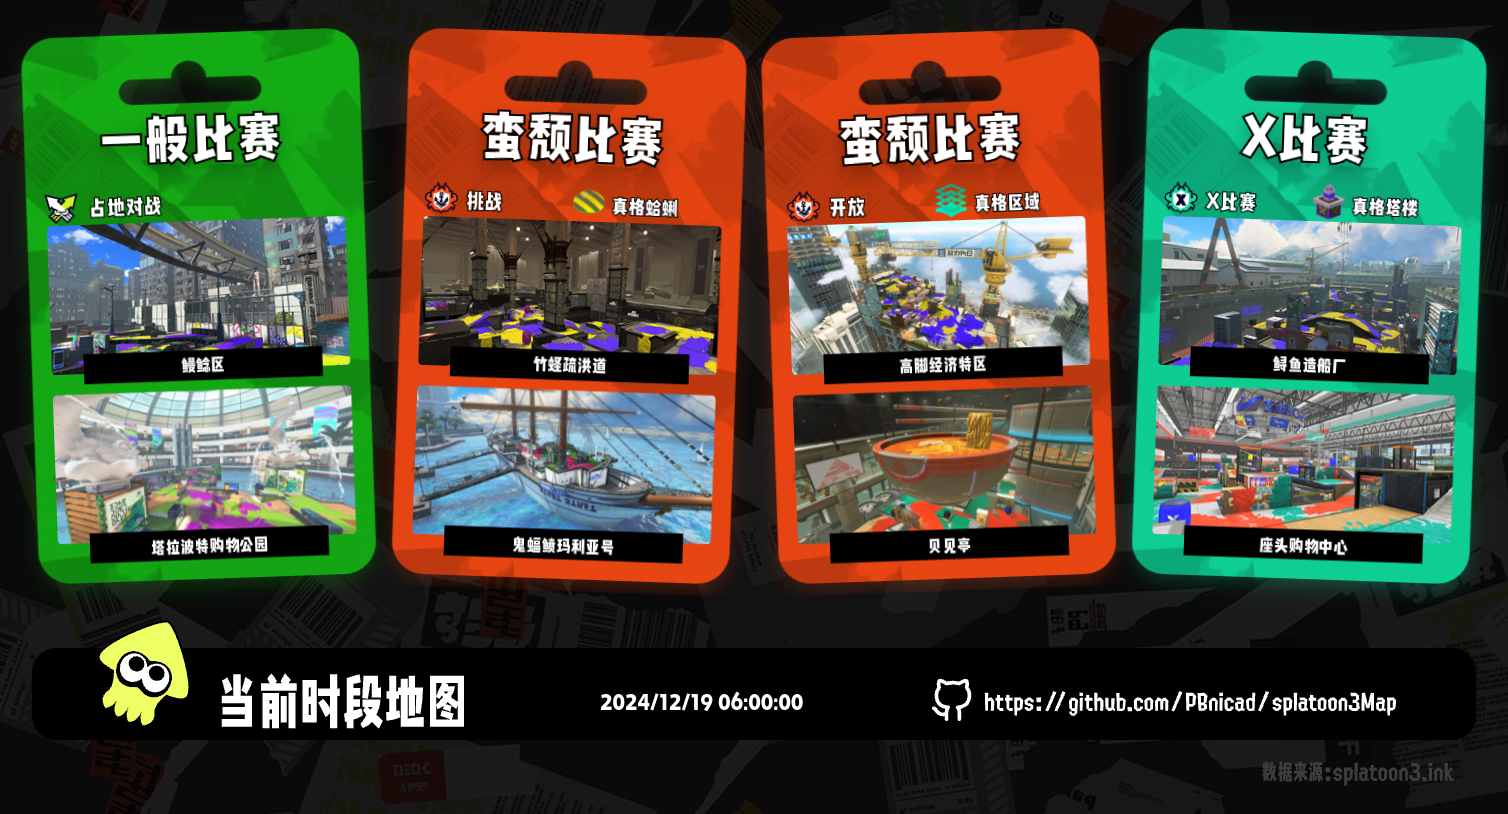 一般比赛
占地对战
鳗鲶区
塔拉波特购物公园
蛮颓比赛
挑战
真格蛤蜊
竹蛏疏洪道
鬼蝠鲼玛利亚号
蛮颓比赛
开放
真格区域
高脚经济特区
贝见亭
X比赛
X比赛
真格塔楼
鲟鱼造船厂
座头购物中心
当前时段地图
2024/12/19 06:00:00
https://github.com/PBnicad/splatoon3Map
数据来源:splatoon3.ink